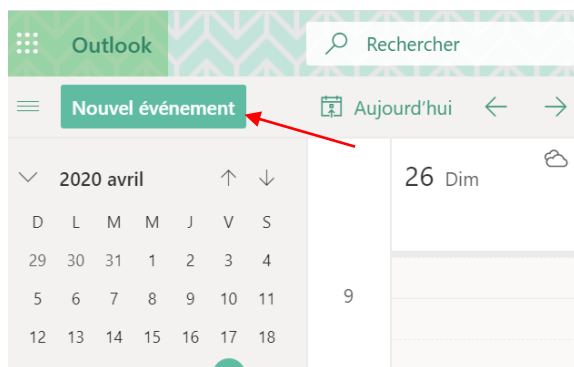 Outlook
Rechercher
Nouvel événement
Aujourd'hui
2020 avril
D L M M J V S
29 30 31 1 2 3 4
5 6 7 8 9 10 11
12 13 14 15 16 17 18
26 Dim
9